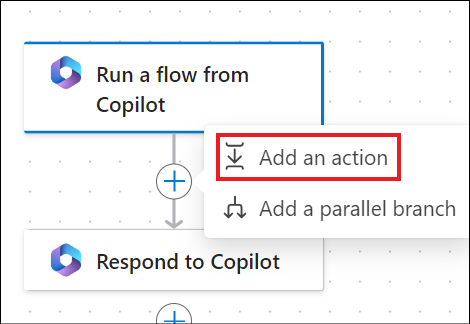 Run a flow from
Copilot
Add an action
Add a parallel branch
Respond to Copilot